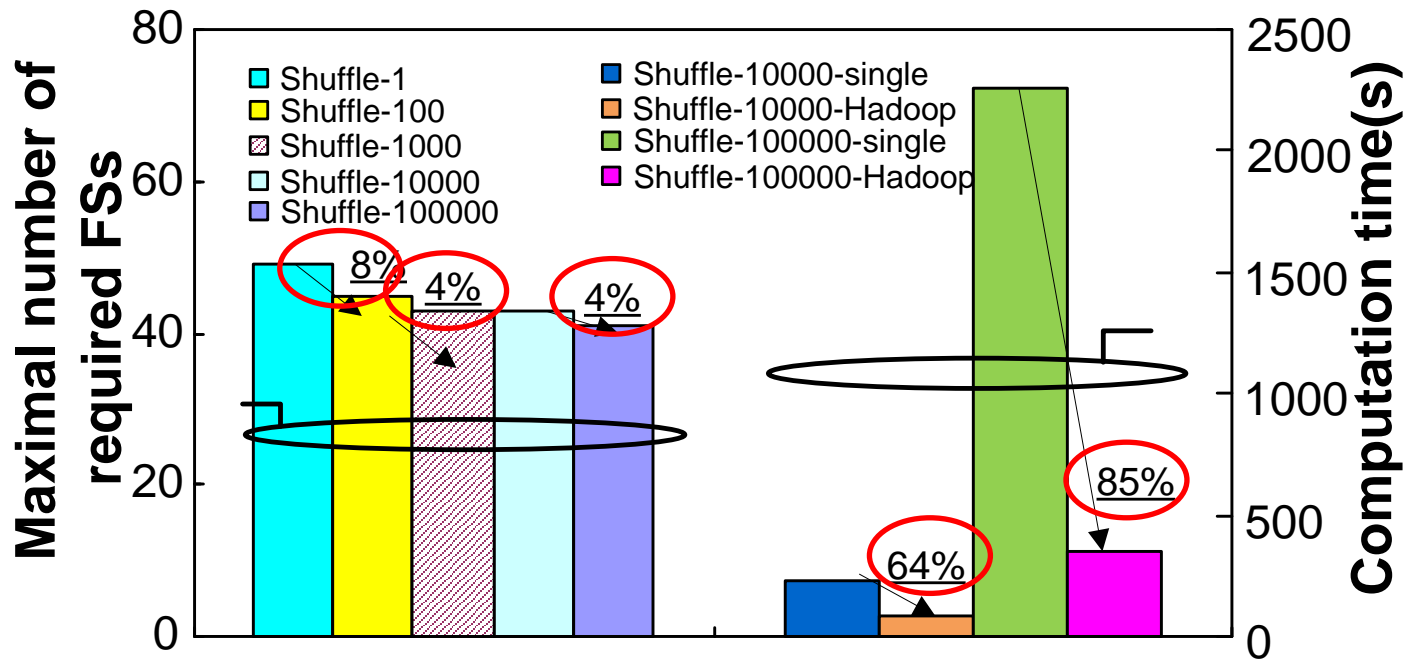 Maximal number of
required FSs
80
60
40
20
0
Shuffle-1
Shuffle-100
Shuffle-1000
Shuffle-10000
Shuffle-100000
Shuffle-10000-single
Shuffle-10000-Hadoop
Shuffle-100000-single
Shuffle-100000-Hadoop
8%
4%
4%
64%
85%
2500
2000
1500
1000
500
0
Computation time(s)